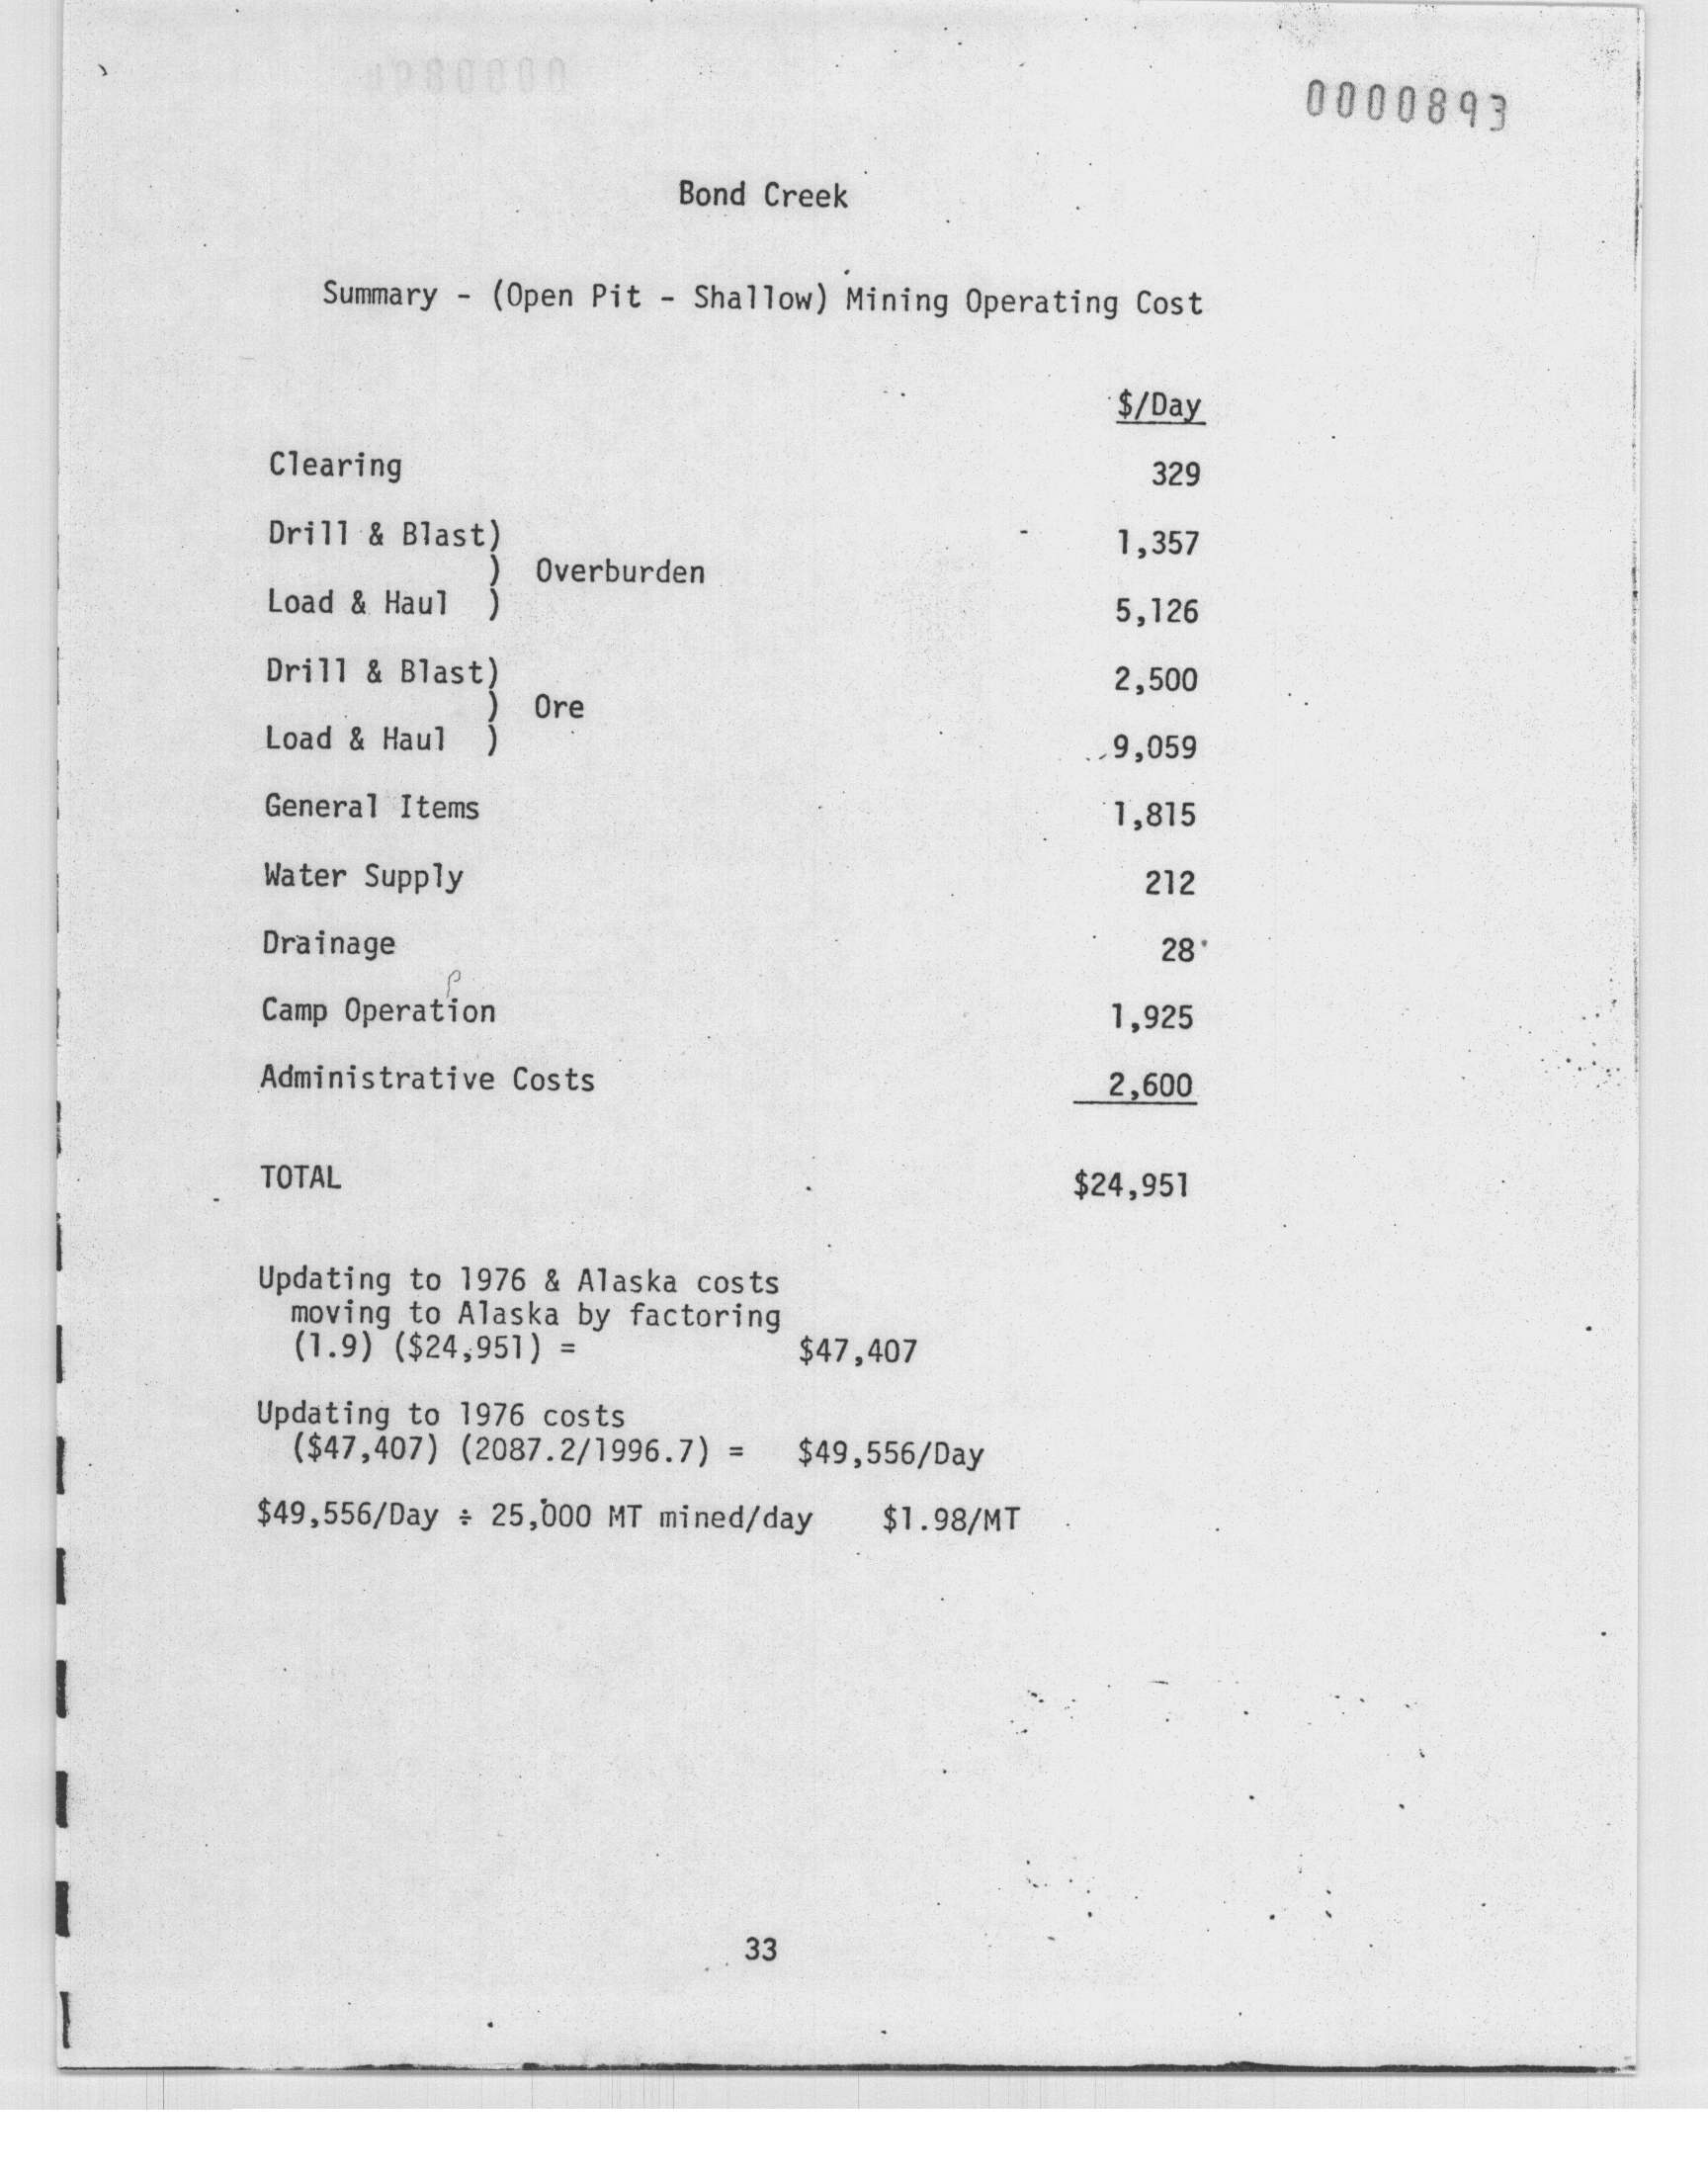 0000893
Bond Creek
Summary - (Open Pit - Shallow) Mining Operating Cost
$/Day
Clearing 329
Drill & Blast) 1,357
) Overburden
Load & Haul ) 5,126
Drill & Blast) 2,500
) Ore
Load & Haul ) 9,059
General Items 1,815
Water Supply 212
Drainage 28
Camp Operation 1,925
Administrative Costs 2,600
TOTAL $24,951
Updating to 1976 & Alaska costs
moving to Alaska by factoring
(1.9) ($24,951) = $47,407
Updating to 1976 costs
($47,407) (2087.2/1996.7) = $49,556/Day
$49,556/Day ÷ 25,000 MT mined/day $1.98/MT
33